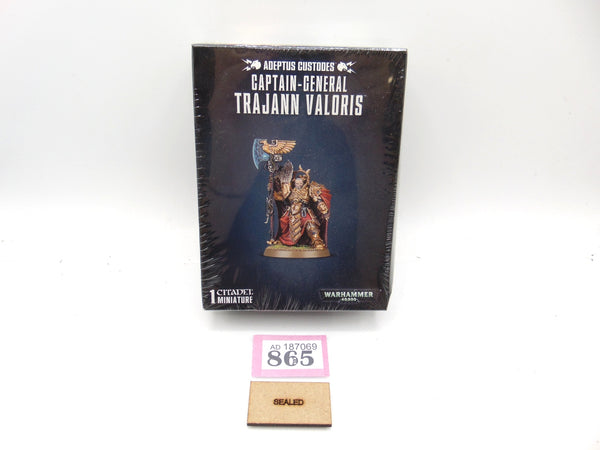 ADEPTUS CUSTODES
CAPTAIN-GENERAL
TRAJANN VALORIS
1 CITADEL
MINIATURE
WARHAMMER
40,000
AD 187069
865
SEALED